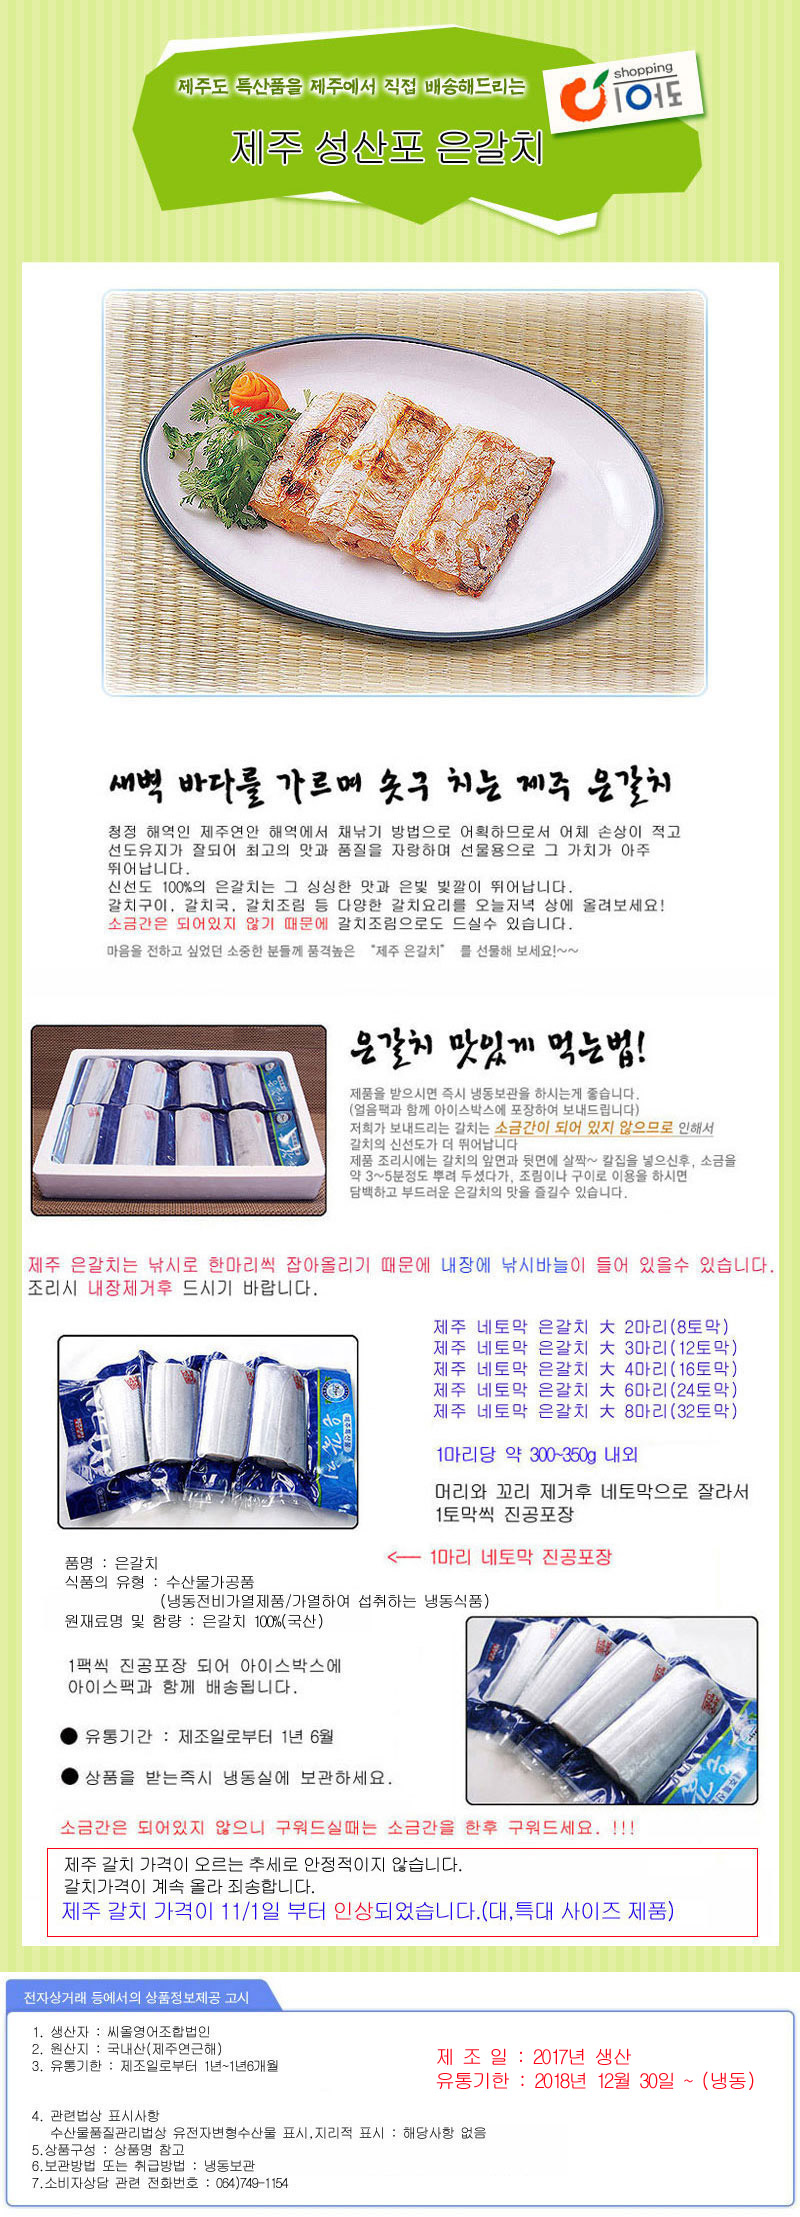 제주도 특산품을 제주에서 직접 배송해드리는
shopping
이어도
제주 성산포 은갈치
새벽 바다를 가르며 솟구 치는 제주 은갈치
청정 해역인 제주연안 해역에서 채낚기 방법으로 어획하므로서 어체 손상이 적고
선도유지가 잘되어 최고의 맛과 품질을 자랑하며 선물용으로 그 가치가 아주
뛰어납니다.
신선도 100%의 은갈치는 그 싱싱한 맛과 은빛 빛깔이 뛰어납니다.
갈치구이, 갈치국, 갈치조림 등 다양한 갈치요리를 오늘저녁 상에 올려보세요!
소금간은 되어있지 않기 때문에 갈치조림으로도 드실수 있습니다.
마음을 전하고 싶었던 소중한 분들께 품격높은 “제주 은갈치” 를 선물해 보세요!~~
은갈치 맛있게 먹는법!
제품을 받으시면 즉시 냉동보관을 하시는게 좋습니다.
(얼음팩과 함께 아이스박스에 포장하여 보내드립니다)
저희가 보내드리는 갈치는 소금간이 되어 있지 않으므로 인해서
갈치의 신선도가 더 뛰어납니다
제품 조리시에는 갈치의 앞면과 뒷면에 살짝~ 칼집을 넣으신후, 소금을
약 3~5분정도 뿌려 두셨다가, 조림이나 구이로 이용을 하시면
담백하고 부드러운 은갈치의 맛을 즐길수 있습니다.
제주 은갈치는 낚시로 한마리씩 잡아올리기 때문에 내장에 낚시바늘이 들어 있을수 있습니다.
조리시 내장제거후 드시기 바랍니다.
제주 네토막 은갈치 大 2마리(8토막)
제주 네토막 은갈치 大 3마리(12토막)
제주 네토막 은갈치 大 4마리(16토막)
제주 네토막 은갈치 大 6마리(24토막)
제주 네토막 은갈치 大 8마리(32토막)
1마리당 약 300~350g 내외
머리와 꼬리 제거후 네토막으로 잘라서
1토막씩 진공포장
<── 1마리 네토막 진공포장
품명 : 은갈치
식품의 유형 : 수산물가공품
(냉동전비가열제품/가열하여 섭취하는 냉동식품)
원재료명 및 함량 : 은갈치 100%(국산)
1팩씩 진공포장 되어 아이스박스에
아이스팩과 함께 배송됩니다.
● 유통기간 : 제조일로부터 1년 6월
● 상품을 받는즉시 냉동실에 보관하세요.
소금간은 되어있지 않으니 구워드실때는 소금간을 한후 구워드세요. !!!
제주 갈치 가격이 오르는 추세로 안정적이지 않습니다.
갈치가격이 계속 올라 죄송합니다.
제주 갈치 가격이 11/1일 부터 인상되었습니다.(대,특대 사이즈 제품)
전자상거래 등에서의 상품정보제공 고시
1. 생산자 : 씨올영어조합법인
2. 원산지 : 국내산(제주연근해)
3. 유통기한 : 제조일로부터 1년~1년6개월
제 조 일 : 2017년 생산
유통기한 : 2018년 12월 30일 ~ (냉동)
4. 관련법상 표시사항
수산물품질관리법상 유전자변형수산물 표시,지리적 표시 : 해당사항 없음
5.상품구성 : 상품명 참고
6.보관방법 또는 취급방법 : 냉동보관
7.소비자상담 관련 전화번호 : 064)749-1154